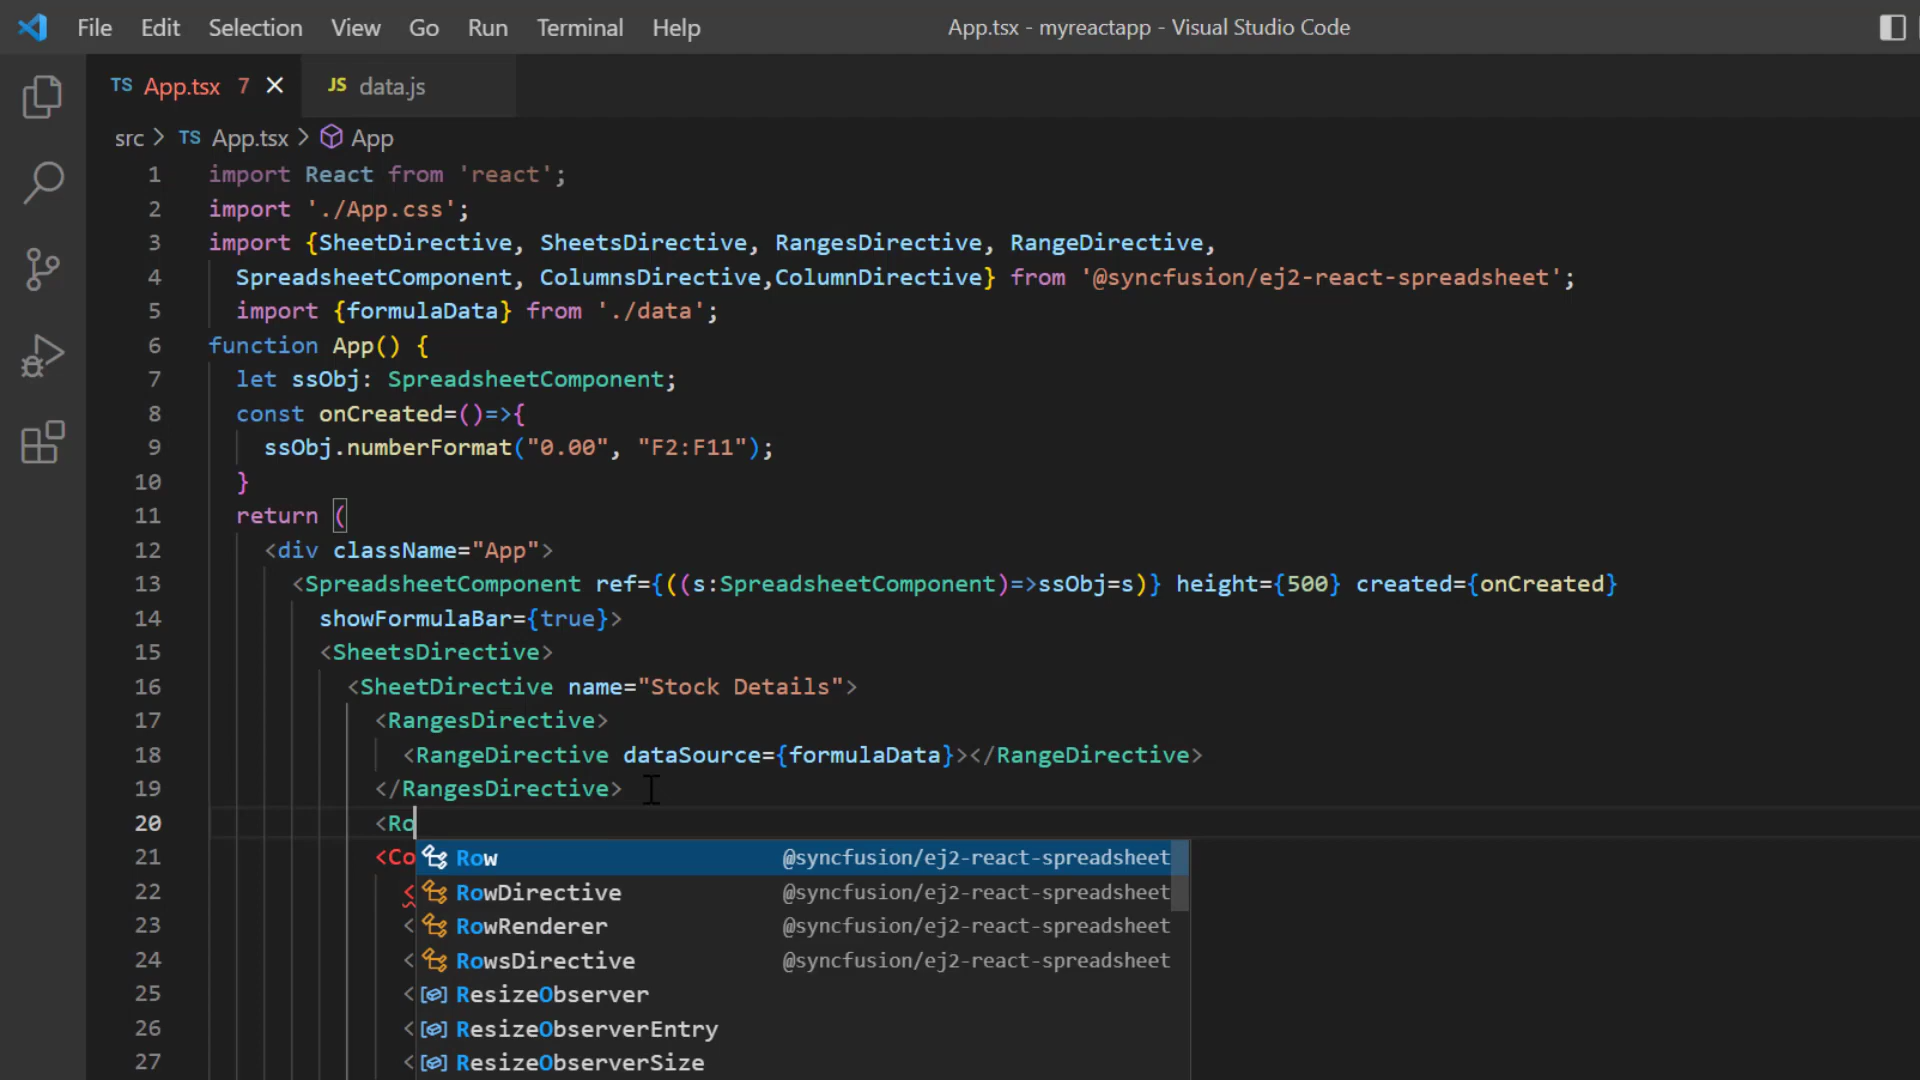 File Edit Selection View Go Run Terminal Help App.tsx - myreactapp - Visual Studio Code
TS App.tsx 7 JS data.js
src > TS App.tsx > App
1 import React from 'react';
2 import './App.css';
3 import {SheetDirective, SheetsDirective, RangesDirective, RangeDirective,
4 SpreadsheetComponent, ColumnsDirective,ColumnDirective} from '@syncfusion/ej2-react-spreadsheet';
5 import {formulaData} from './data';
6 function App() {
7 let ssObj: SpreadsheetComponent;
8 const onCreated=()=>{
9 ssObj.numberFormat("0.00", "F2:F11");
10 }
11 return (
12 <div className="App">
13 <SpreadsheetComponent ref={((s:SpreadsheetComponent)=>ssObj=s)} height={500} created={onCreated}
14 showFormulaBar={true}>
15 <SheetsDirective>
16 <SheetDirective name="Stock Details">
17 <RangesDirective>
18 <RangeDirective dataSource={formulaData}></RangeDirective>
19 </RangesDirective>
20 <Ro
21 <Co Row @syncfusion/ej2-react-spreadsheet
22 < RowDirective @syncfusion/ej2-react-spreadsheet
23 < RowRenderer @syncfusion/ej2-react-spreadsheet
24 < RowsDirective @syncfusion/ej2-react-spreadsheet
25 < ResizeObserver
26 < ResizeObserverEntry
27 < ResizeObserverSize